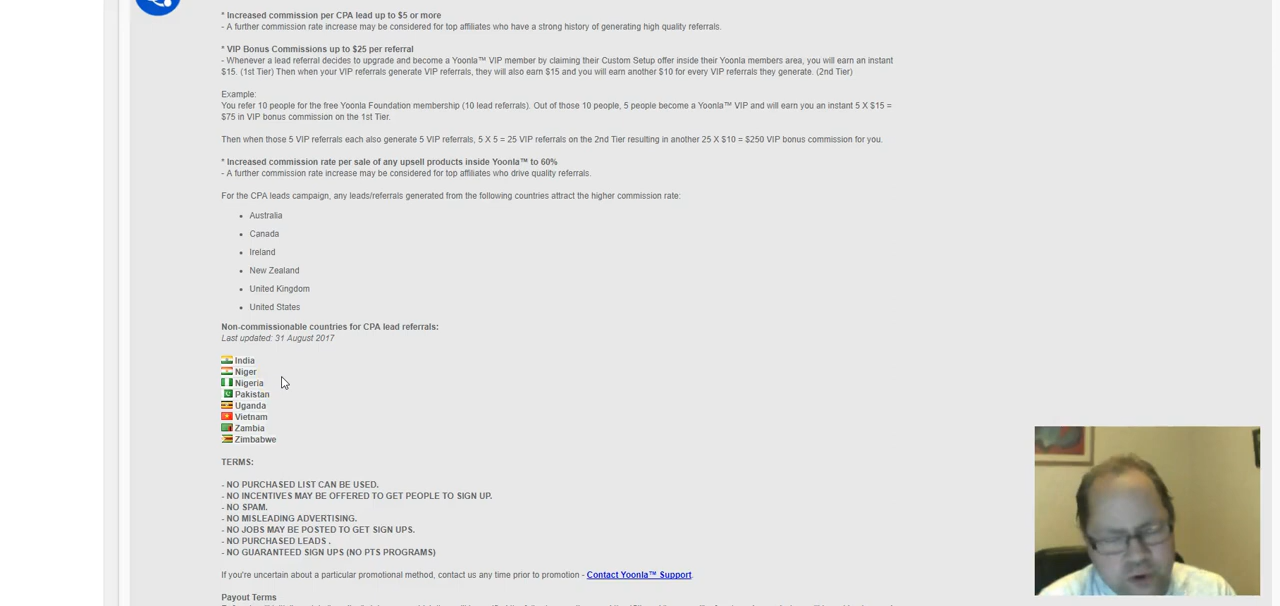 * Increased commission per CPA lead up to $5 or more
- A further commission rate increase may be considered for top affiliates who have a strong history of generating high quality referrals.
* VIP Bonus Commissions up to $25 per referral
- Whenever a lead referral decides to upgrade and become a Yoonla™ VIP member by claiming their Custom Setup offer inside their Yoonla members area, you will earn an instant
$15. (1st Tier) Then when your VIP referrals generate VIP referrals, they will also earn $15 and you will earn another $10 for every VIP referrals they generate. (2nd Tier)
Example:
You refer 10 people for the free Yoonla Foundation membership (10 lead referrals). Out of those 10 people, 5 people become a Yoonla™ VIP and will earn you an instant 5 X $15 =
$75 in VIP bonus commission on the 1st Tier.
Then when those 5 VIP referrals each also generate 5 VIP referrals, 5 X 5 = 25 VIP referrals on the 2nd Tier resulting in another 25 X $10 = $250 VIP bonus commission for you.
* Increased commission rate per sale of any upsell products inside Yoonla™ to 60%
- A further commission rate increase may be considered for top affiliates who drive quality referrals.
For the CPA leads campaign, any leads/referrals generated from the following countries attract the higher commission rate:
• Australia
• Canada
• Ireland
• New Zealand
• United Kingdom
• United States
Non-commissionable countries for CPA lead referrals:
Last updated: 31 August 2017
India
Niger
Nigeria
Pakistan
Uganda
Vietnam
Zambia
Zimbabwe
TERMS:
- NO PURCHASED LIST CAN BE USED.
- NO INCENTIVES MAY BE OFFERED TO GET PEOPLE TO SIGN UP.
- NO SPAM.
- NO MISLEADING ADVERTISING.
- NO JOBS MAY BE POSTED TO GET SIGN UPS.
- NO PURCHASED LEADS .
- NO GUARANTEED SIGN UPS (NO PTS PROGRAMS)
If you're uncertain about a particular promotional method, contact us any time prior to promotion - Contact Yoonla™ Support.
Payout Terms